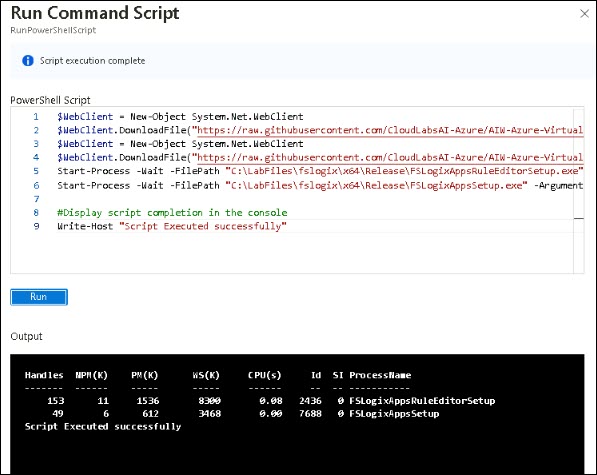 Run Command Script
RunPowerShellScript
Script execution complete
PowerShell Script
1 $WebClient = New-Object System.Net.WebClient
2 $WebClient.DownloadFile("https://raw.githubusercontent.com/CloudLabsAI-Azure/AIW-Azure-Virtual
3 $WebClient = New-Object System.Net.WebClient
4 $WebClient.DownloadFile("https://raw.githubusercontent.com/CloudLabsAI-Azure/AIW-Azure-Virtual
5 Start-Process -Wait -FilePath "C:\LabFiles\fslogix\x64\Release\FSLogixAppsRuleEditorSetup.exe"
6 Start-Process -Wait -FilePath "C:\LabFiles\fslogix\x64\Release\FSLogixAppsSetup.exe" -Argument
7
8 #Display script completion in the console
9 Write-Host "Script Executed successfully"
Run
Output
Handles NPM(K) PM(K) WS(K) CPU(s) Id SI ProcessName
------- ------ ----- ----- ------ -- -- -----------
153 11 1536 8300 0.08 2436 0 FSLogixAppsRuleEditorSetup
49 6 612 3468 0.00 7688 0 FSLogixAppsSetup
Script Executed successfully